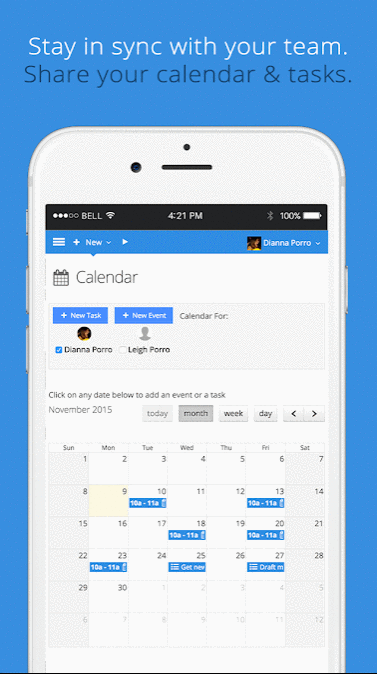 Stay in sync with your team.
Share your calendar & tasks.
BELL 4:21 PM 100%
+ New Dianna Porro
Calendar
+ New Task + New Event Calendar For:
Dianna Porro Leigh Porro
Click on any date below to add an event or a task
November 2015 today month week day < >
Sun Mon Tue Wed Thu Fri Sat
1 2 3 4 5 6 7
8 9 10 11 12 13 14
10a - 11a 10a - 11a
15 16 17 18 19 20 21
10a - 11a 10a - 11a
22 23 24 25 26 27 28
10a - 11a Get nev Draft m
29 30 1 2 3 4 5
6 7 8 9 10 11 12